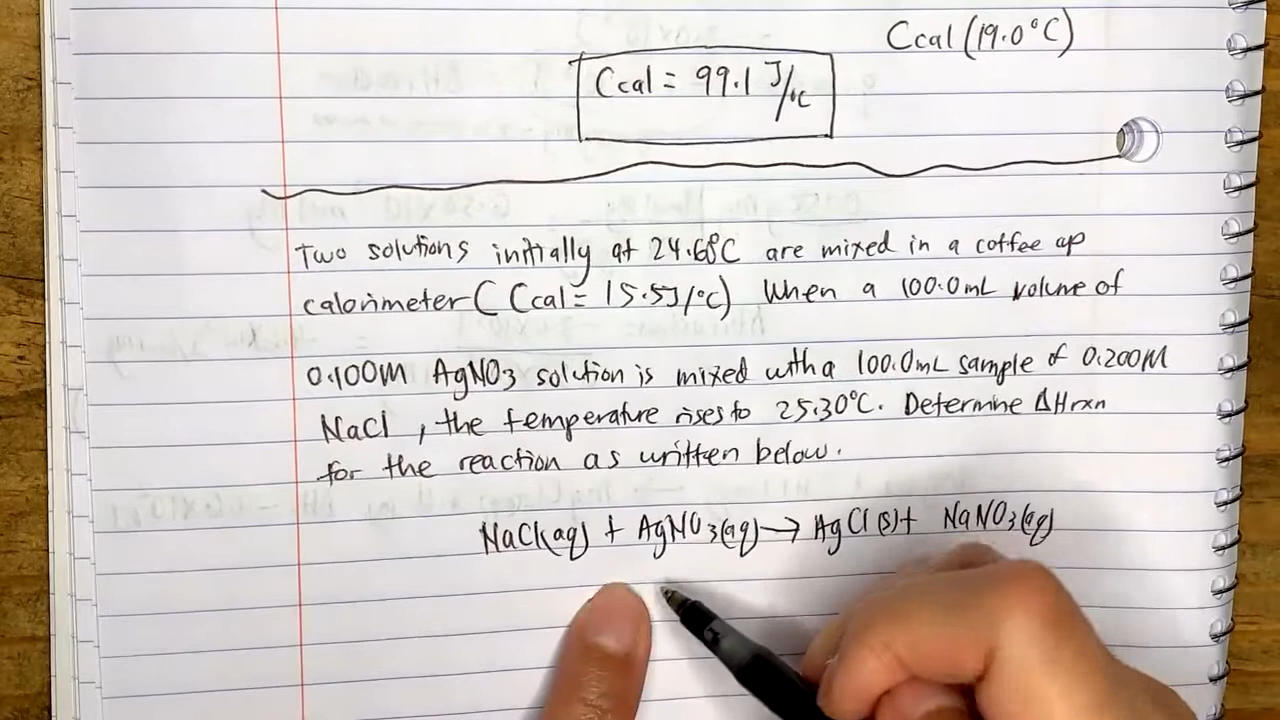 Ccal (19.0°C)
Ccal = 99.1 J/°C
Two solutions initially at 24.68°C are mixed in a coffee cup
calorimeter (Ccal = 15.5J/°C) When a 100.0mL volume of
0.100M AgNO3 solution is mixed with a 100.0mL sample of 0.200M
NaCl, the temperature rises to 25.30°C. Determine ΔHrxn
for the reaction as written below.
NaCl(aq) + AgNO3(aq) → AgCl(s) + NaNO3(aq)